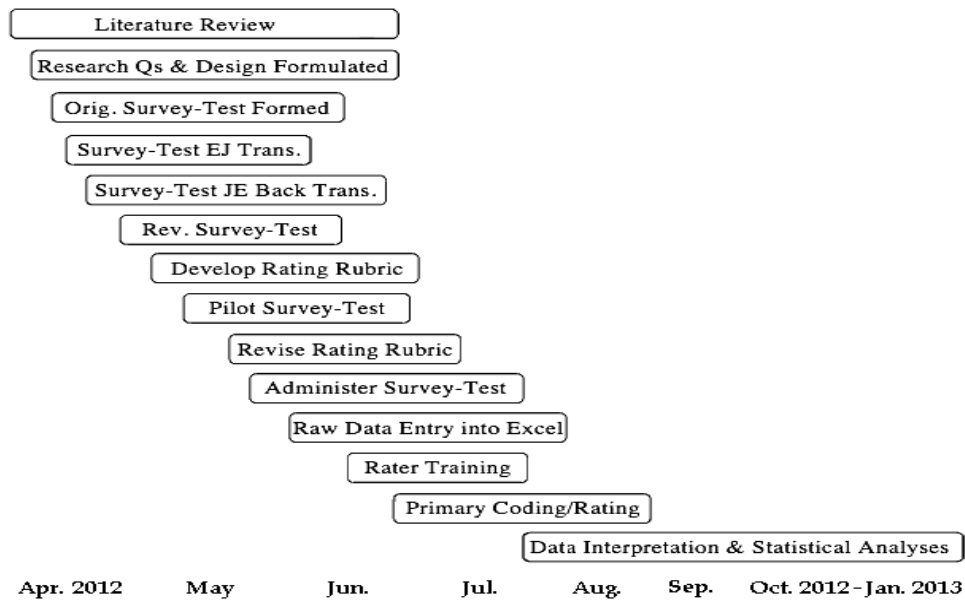 Literature Review
Research Qs & Design Formulated
Orig. Survey-Test Formed
Survey-Test EJ Trans.
Survey-Test JE Back Trans.
Rev. Survey-Test
Develop Rating Rubric
Pilot Survey-Test
Revise Rating Rubric
Administer Survey-Test
Raw Data Entry into Excel
Rater Training
Primary Coding/Rating
Data Interpretation & Statistical Analyses
Apr. 2012 May Jun. Jul. Aug. Sep. Oct. 2012-Jan. 2013